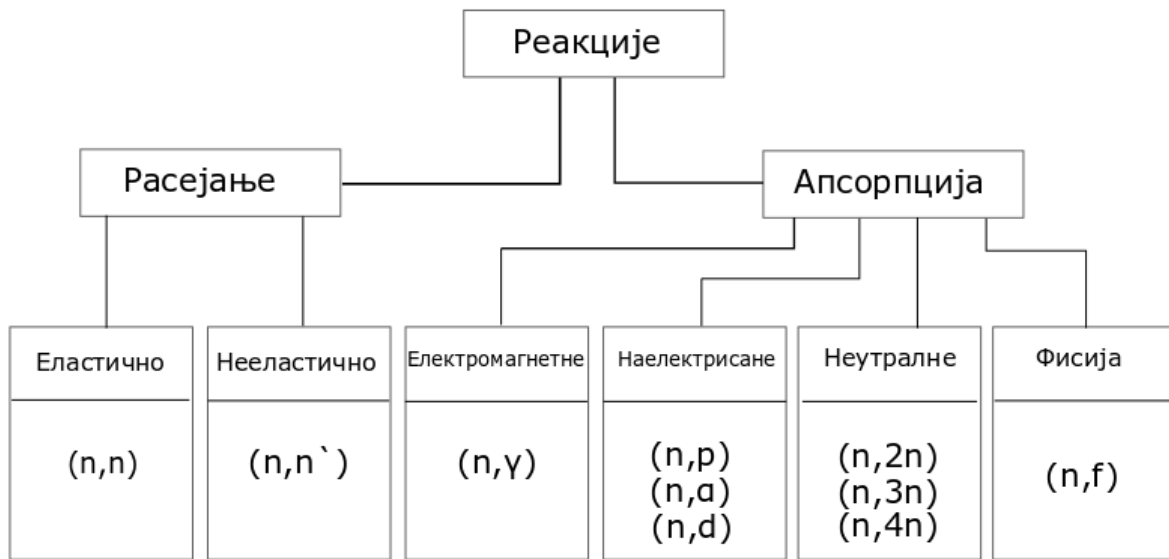 Реакције
Расејање
Апсорпција
Еластично
Нееластично
Електромагнетне
Наелектрисане
Неутралне
Фисија
(n,n)
(n,n`)
(n,γ)
(n,p)
(n,α)
(n,d)
(n,2n)
(n,3n)
(n,4n)
(n,f)